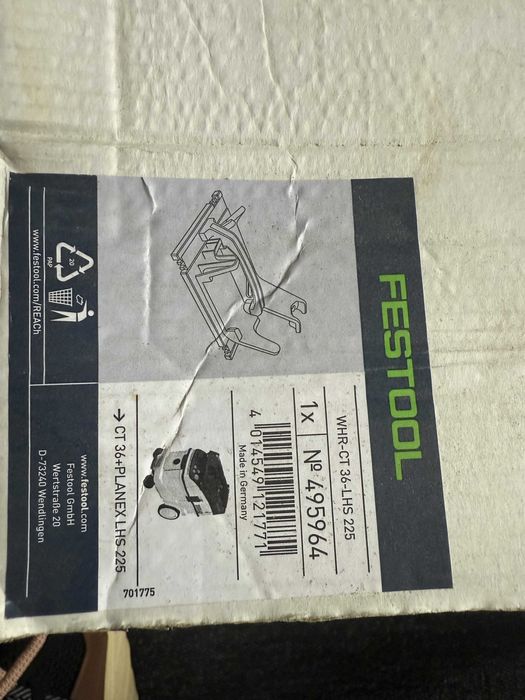 FESTOOL
WHR-CT 36-LHS 225
1x
Nº 495964
4 014549 121771
Made in Germany
→ CT 36+PLANEX LHS 225
701775
20
PAP
www.festool.com/REACh
www.festool.com
Festool GmbH
Wertstraße 20
D-73240 Wendlingen